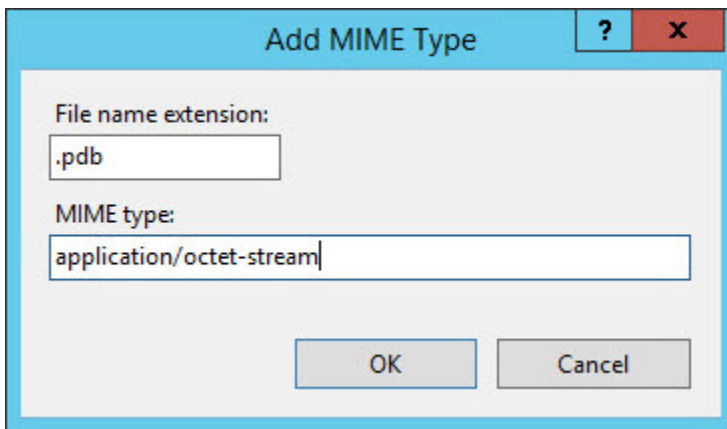 Add MIME Type
?
x
File name extension:
.pdb
MIME type:
application/octet-stream
OK
Cancel